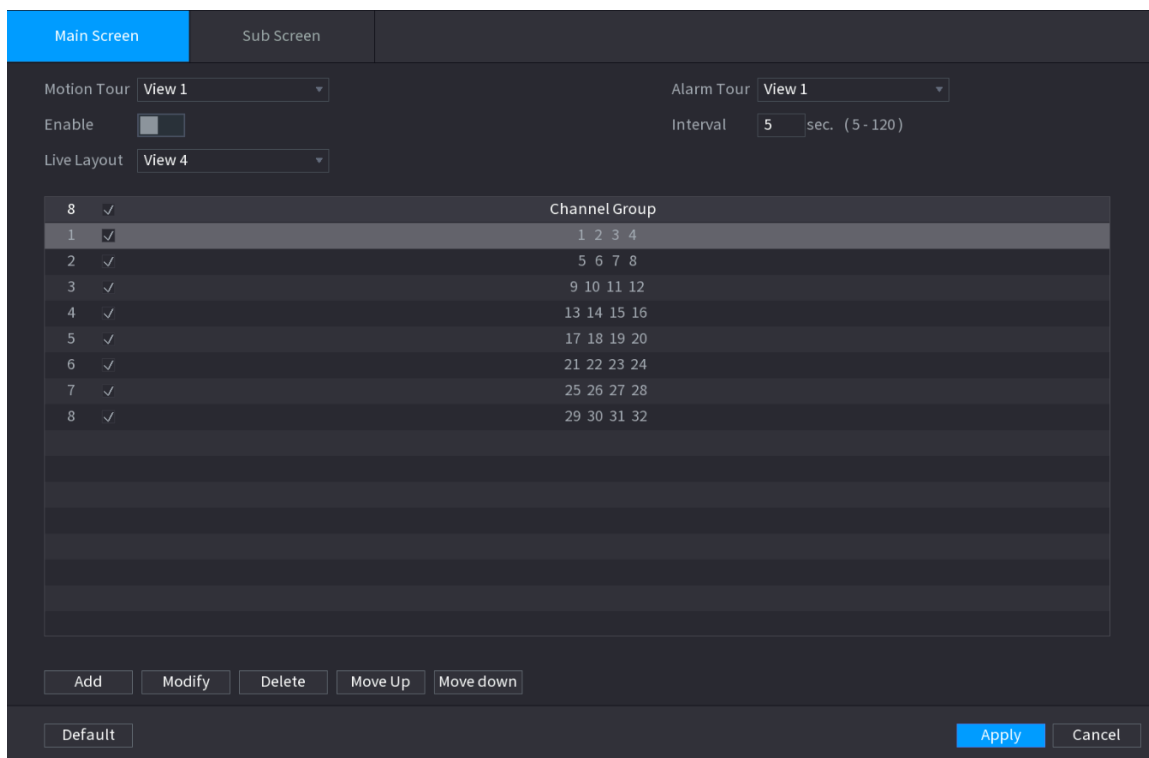 Main Screen Sub Screen
Motion Tour View 1 Alarm Tour View 1
Enable Interval 5 sec. ( 5 - 120 )
Live Layout View 4
8 Channel Group
1 1 2 3 4
2 5 6 7 8
3 9 10 11 12
4 13 14 15 16
5 17 18 19 20
6 21 22 23 24
7 25 26 27 28
8 29 30 31 32
Add Modify Delete Move Up Move down
Default Apply Cancel